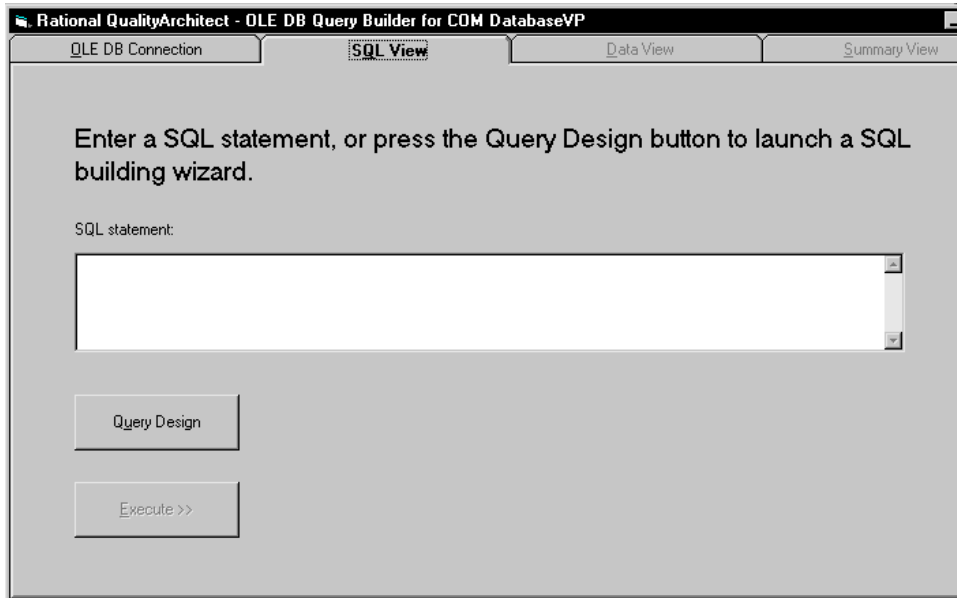 Rational QualityArchitect - OLE DB Query Builder for COM DatabaseVP
OLE DB Connection SQL View Data View Summary View
Enter a SQL statement, or press the Query Design button to launch a SQL
building wizard.
SQL statement:
Query Design
Execute >>